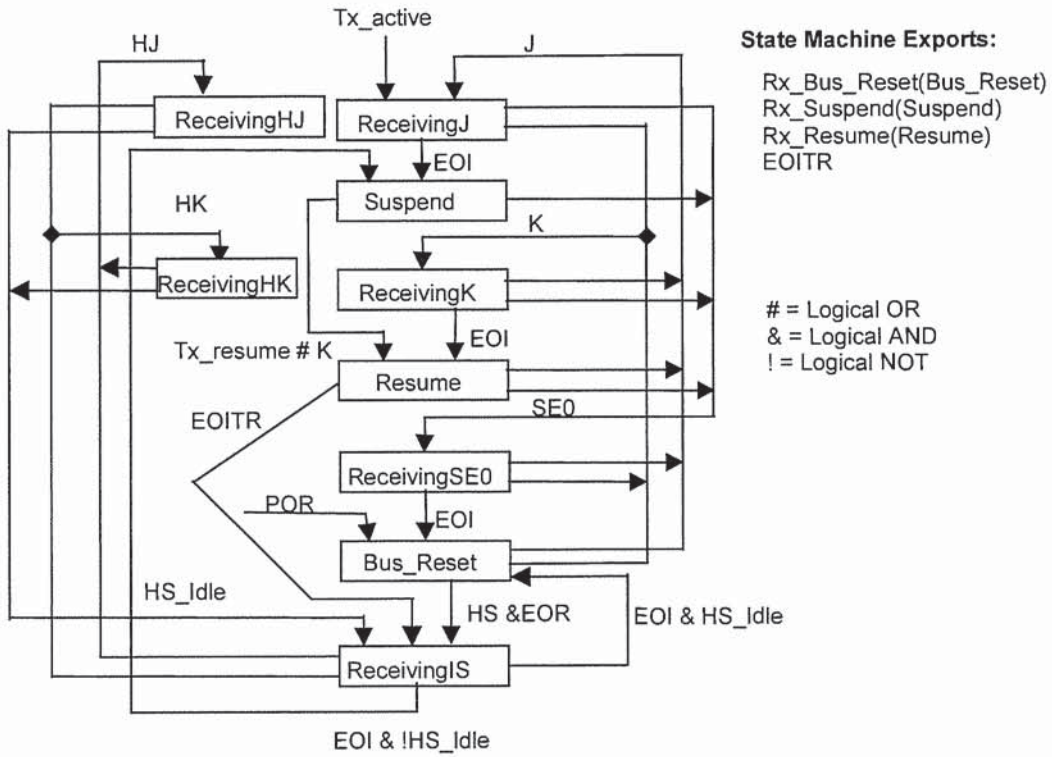 Tx_active
HJ
J
State Machine Exports:
Rx_Bus_Reset(Bus_Reset)
Rx_Suspend(Suspend)
Rx_Resume(Resume)
EOITR
ReceivingHJ
ReceivingJ
EOI
Suspend
HK
K
ReceivingHK
ReceivingK
# = Logical OR
& = Logical AND
! = Logical NOT
EOI
Tx_resume # K
Resume
EOITR
SE0
ReceivingSE0
POR
EOI
Bus_Reset
HS_Idle
HS &EOR
EOI & HS_Idle
ReceivingIS
EOI & !HS_Idle